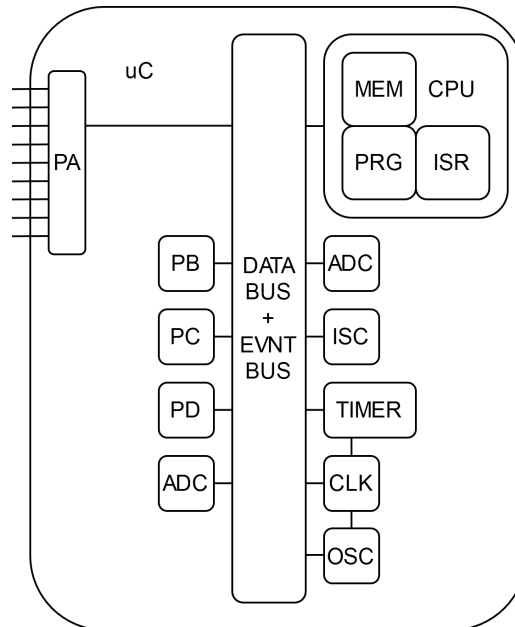 uC
MEM
CPU
PA
PRG
ISR
PB
DATA
BUS
+
EVNT
BUS
ADC
PC
ISC
PD
TIMER
ADC
CLK
OSC